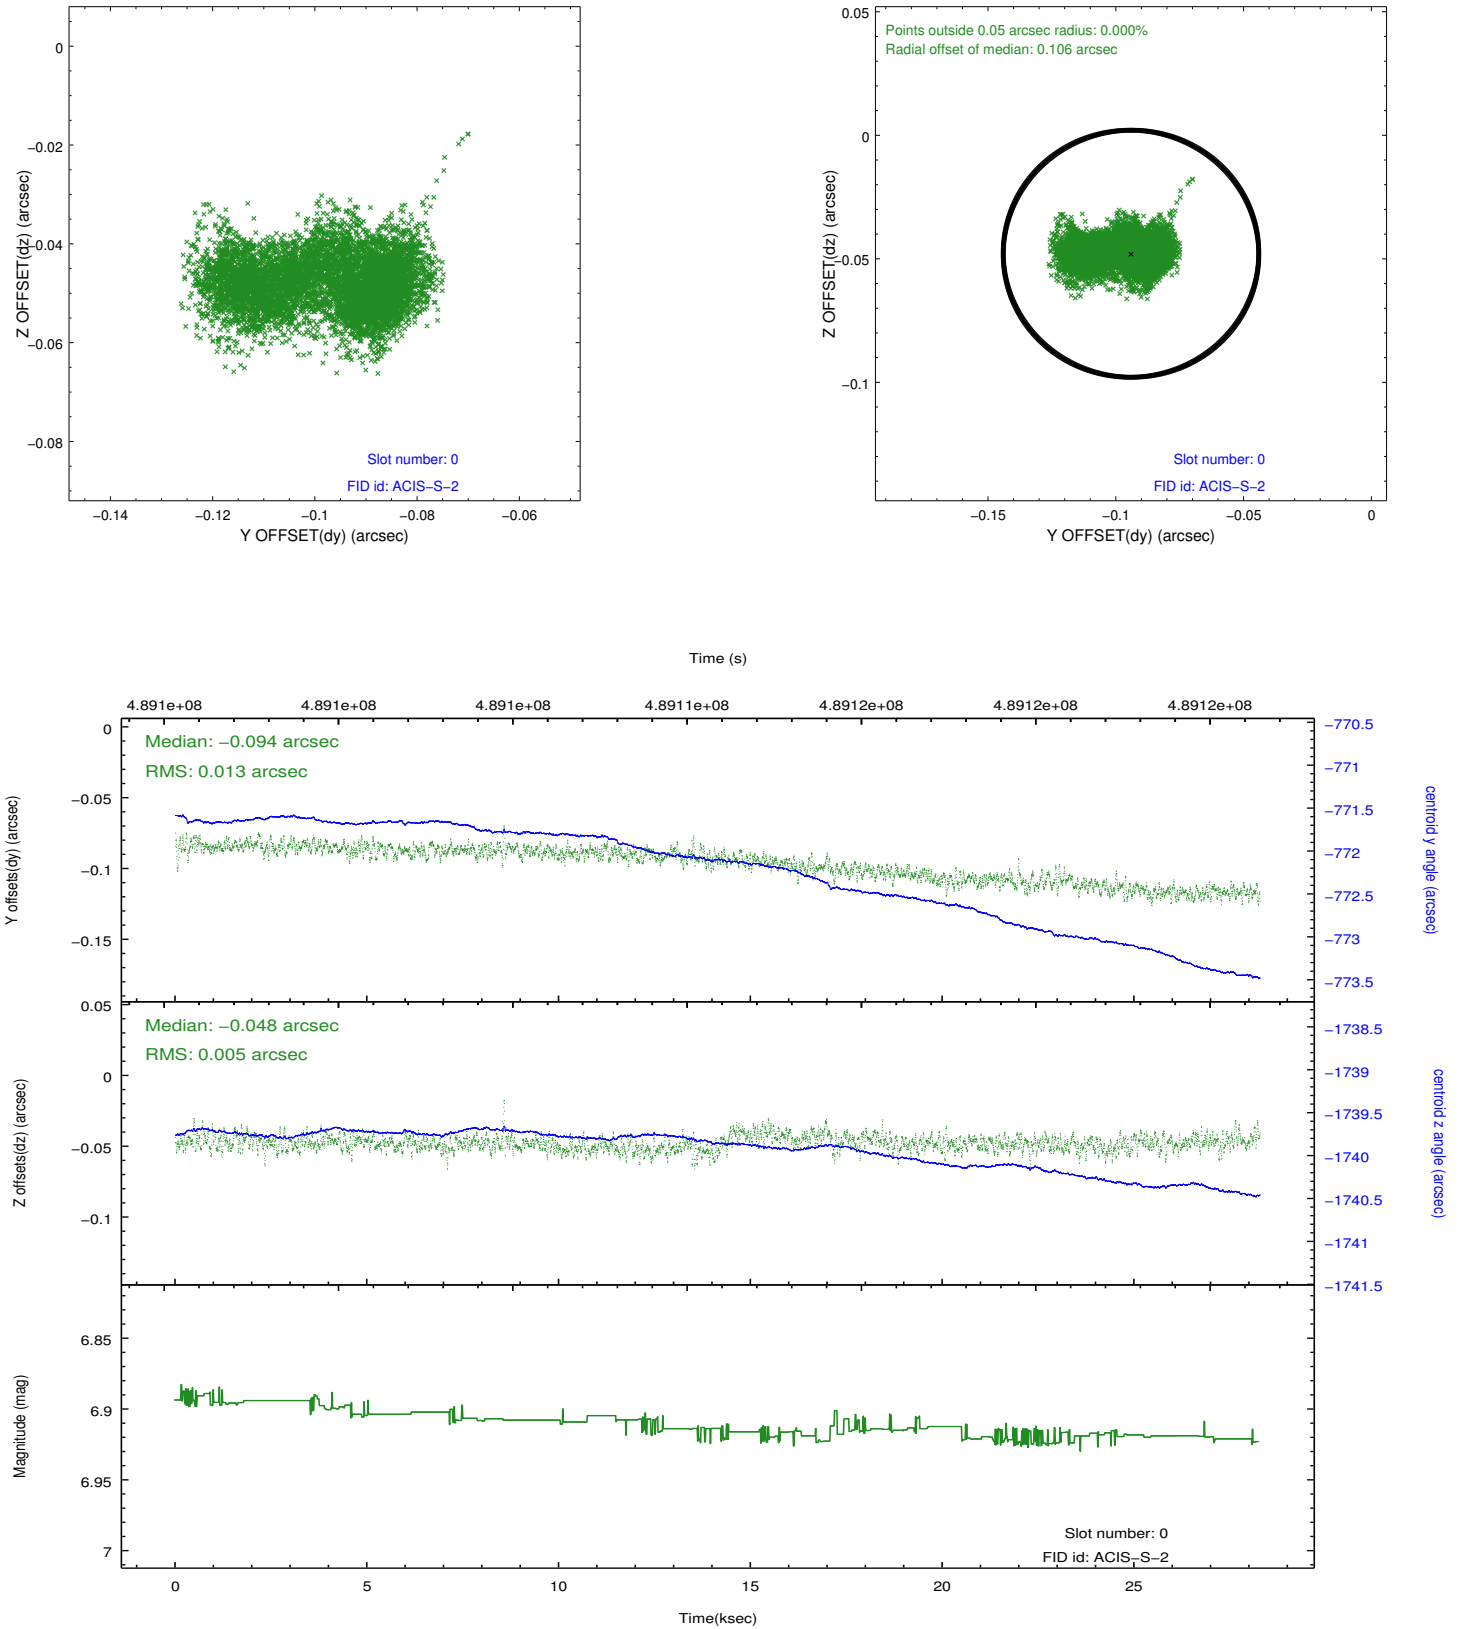 0
−0.02
−0.04
−0.06
−0.08
Z OFFSET(dz) (arcsec)
Slot number: 0
FID id: ACIS−S−2
−0.14
−0.12
−0.1
−0.08
−0.06
Y OFFSET(dy) (arcsec)
0.05
0
−0.05
−0.1
Z OFFSET(dz) (arcsec)
Points outside 0.05 arcsec radius: 0.000%
Radial offset of median: 0.106 arcsec
Slot number: 0
FID id: ACIS−S−2
−0.15
−0.1
−0.05
0
Y OFFSET(dy) (arcsec)
Time (s)
4.891e+08
4.891e+08
4.891e+08
4.8911e+08
4.8912e+08
4.8912e+08
4.8912e+08
0
−0.05
−0.1
−0.15
Y offsets(dy) (arcsec)
Median: −0.094 arcsec
RMS: 0.013 arcsec
−770.5
−771
−771.5
−772
−772.5
−773
−773.5
centroid y angle (arcsec)
0.05
0
−0.05
−0.1
Z offsets(dz) (arcsec)
Median: −0.048 arcsec
RMS: 0.005 arcsec
−1738.5
−1739
−1739.5
−1740
−1740.5
−1741
−1741.5
centroid z angle (arcsec)
6.85
6.9
6.95
7
Magnitude (mag)
Slot number: 0
FID id: ACIS−S−2
0
5
10
15
20
25
Time(ksec)